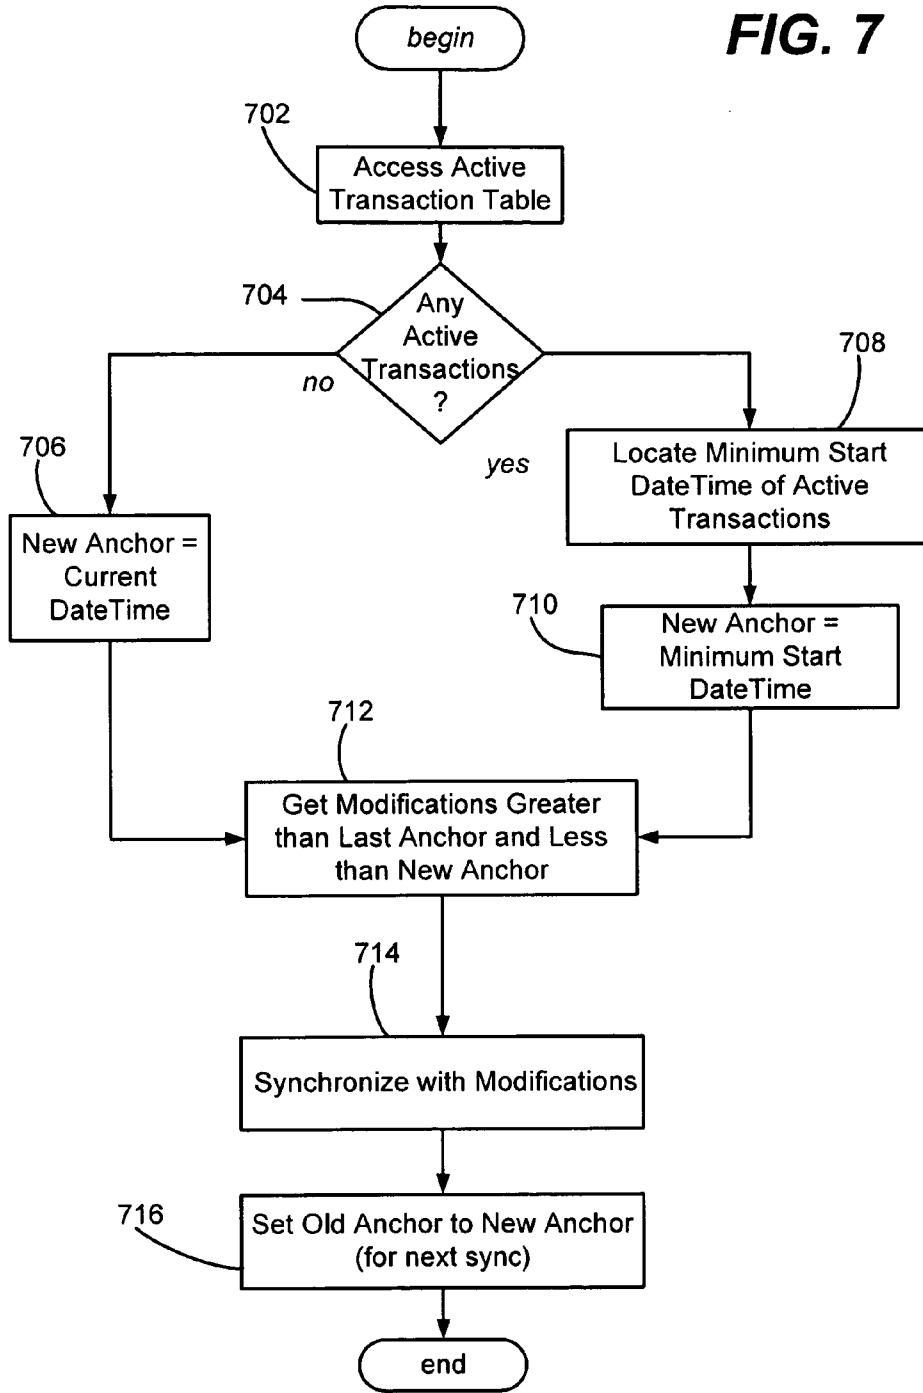 FIG. 7
begin
702
Access Active
Transaction Table
704
Any
Active
Transactions
?
no
yes
708
Locate Minimum Start
DateTime of Active
Transactions
706
New Anchor =
Current
DateTime
710
New Anchor =
Minimum Start
DateTime
712
Get Modifications Greater
than Last Anchor and Less
than New Anchor
714
Synchronize with Modifications
716
Set Old Anchor to New Anchor
(for next sync)
end